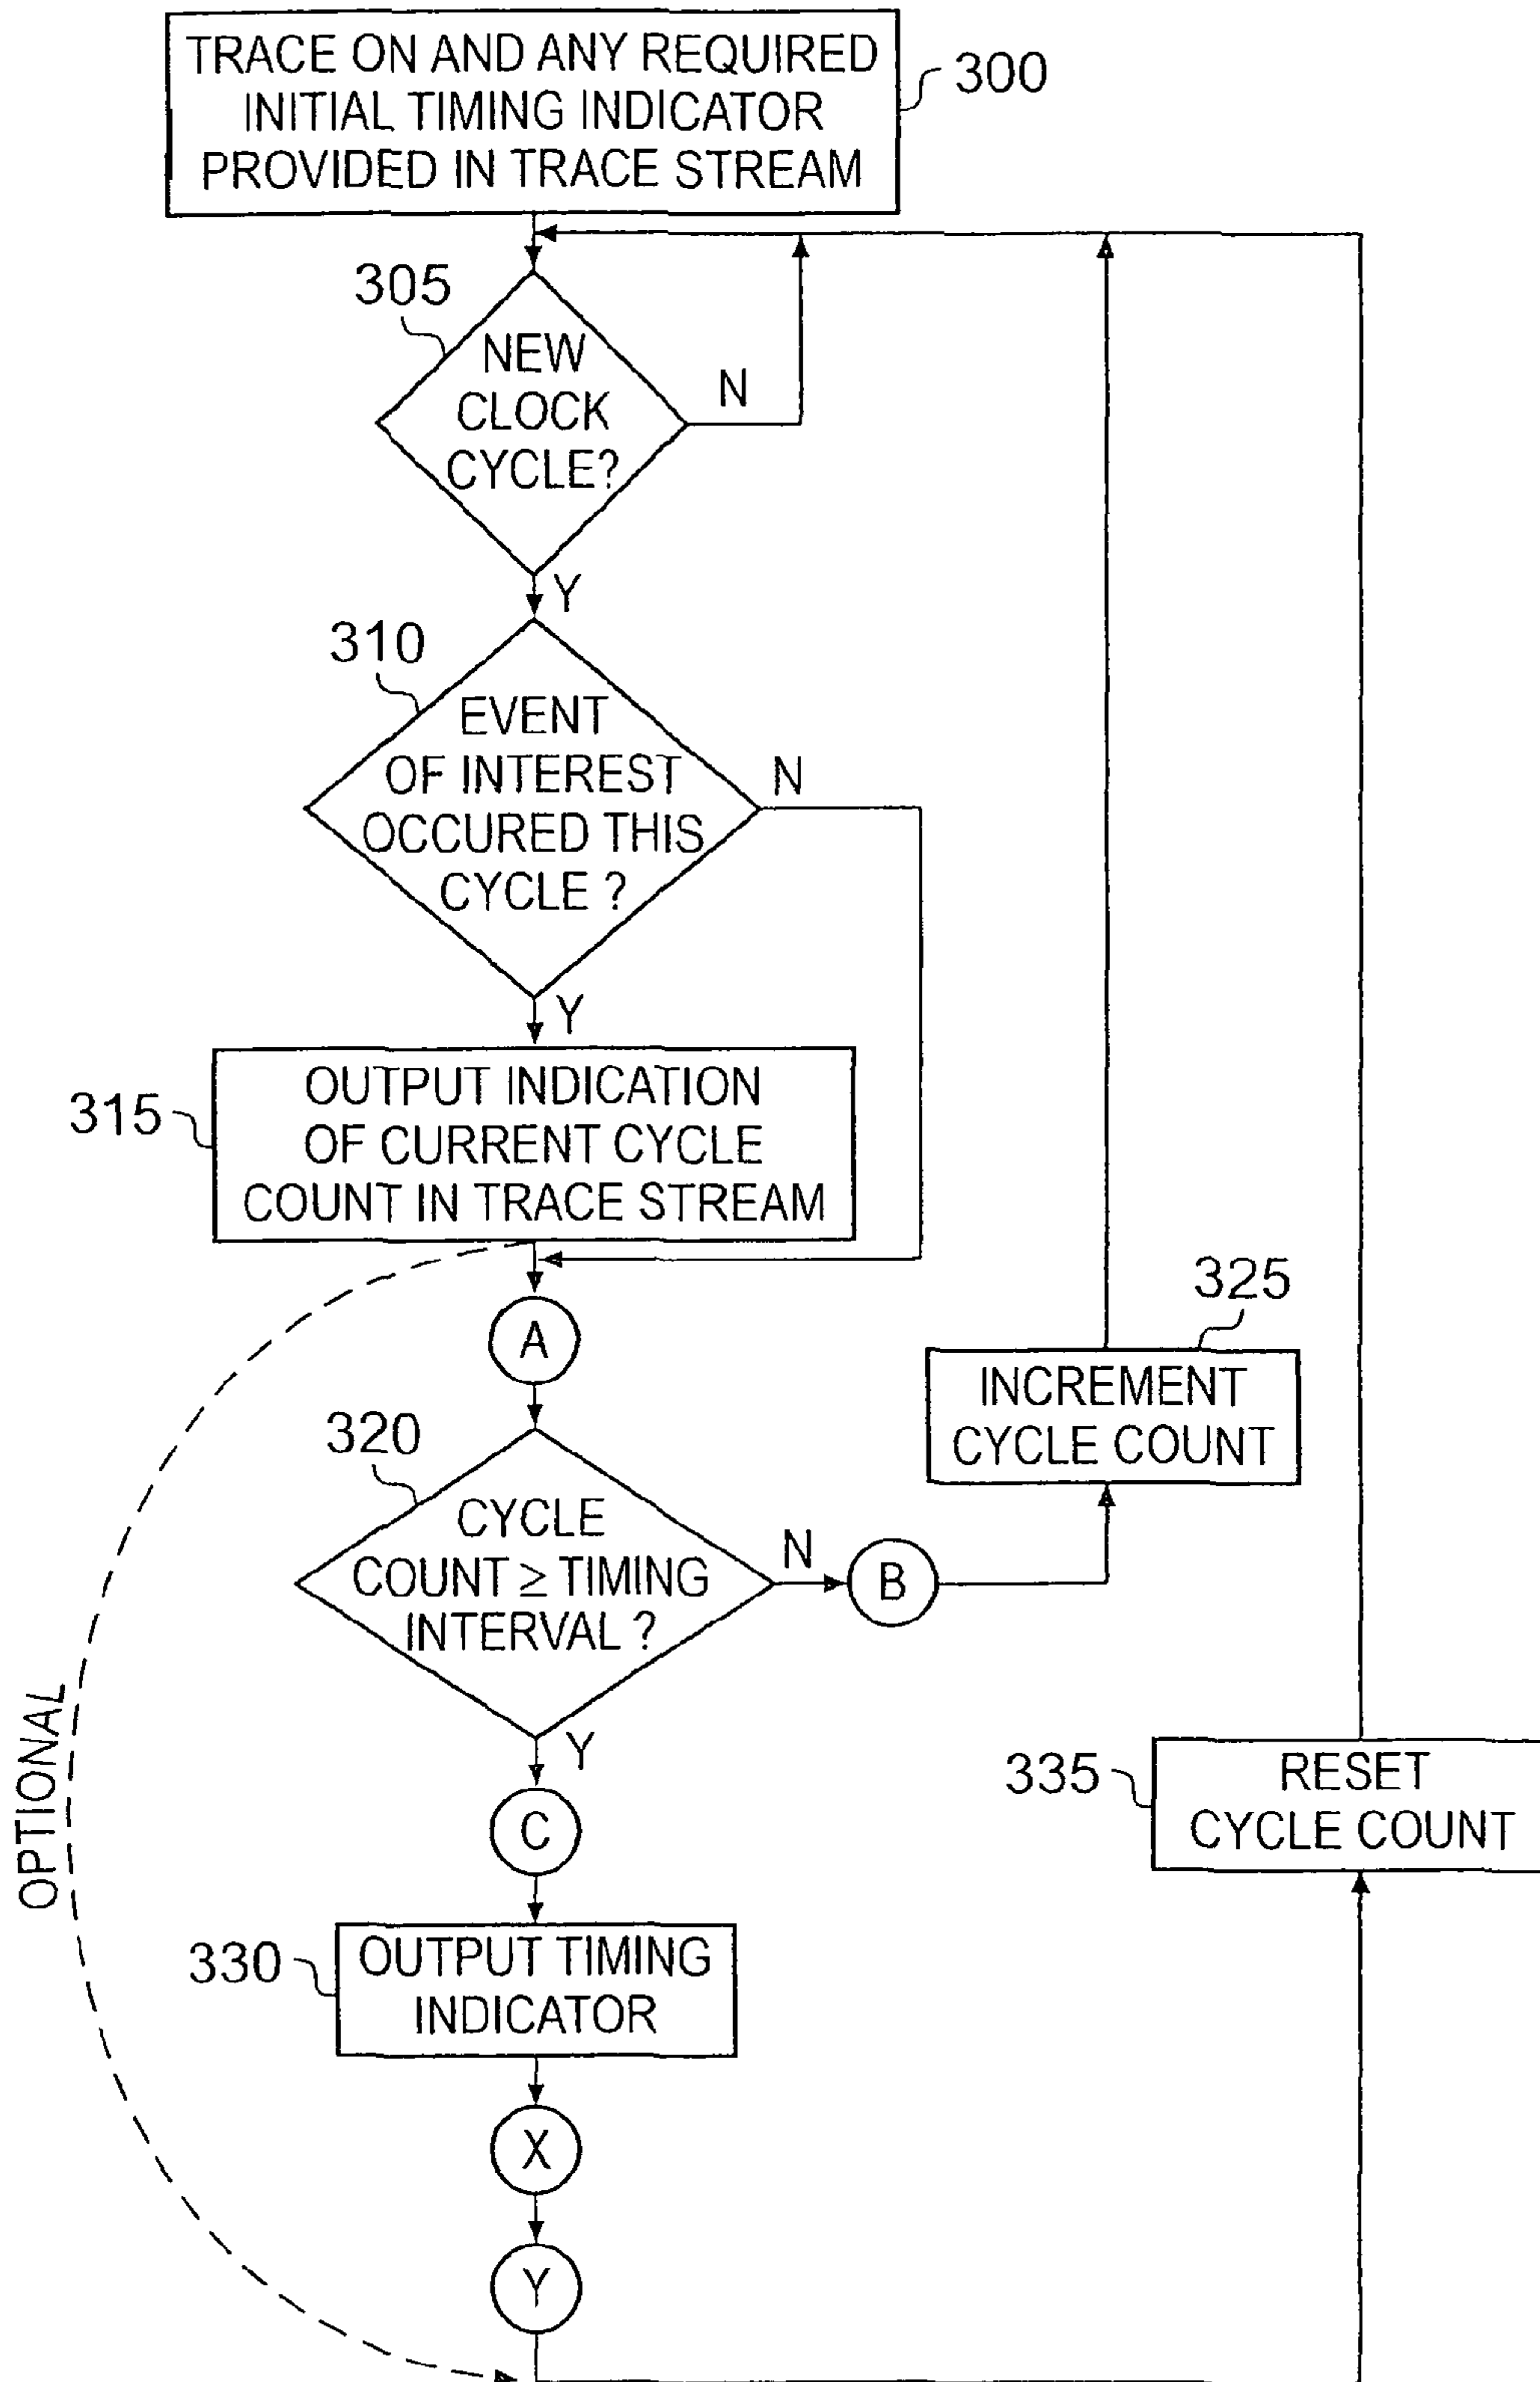 TRACE ON AND ANY REQUIRED
INITIAL TIMING INDICATOR
PROVIDED IN TRACE STREAM
300
305
NEW
CLOCK
CYCLE?
N
Y
310
EVENT
OF INTEREST
OCCURED THIS
CYCLE ?
N
Y
315
OUTPUT INDICATION
OF CURRENT CYCLE
COUNT IN TRACE STREAM
A
325
INCREMENT
CYCLE COUNT
320
CYCLE
COUNT ≥ TIMING
INTERVAL ?
N
B
Y
OPTIONAL
C
335
RESET
CYCLE COUNT
330
OUTPUT TIMING
INDICATOR
X
Y